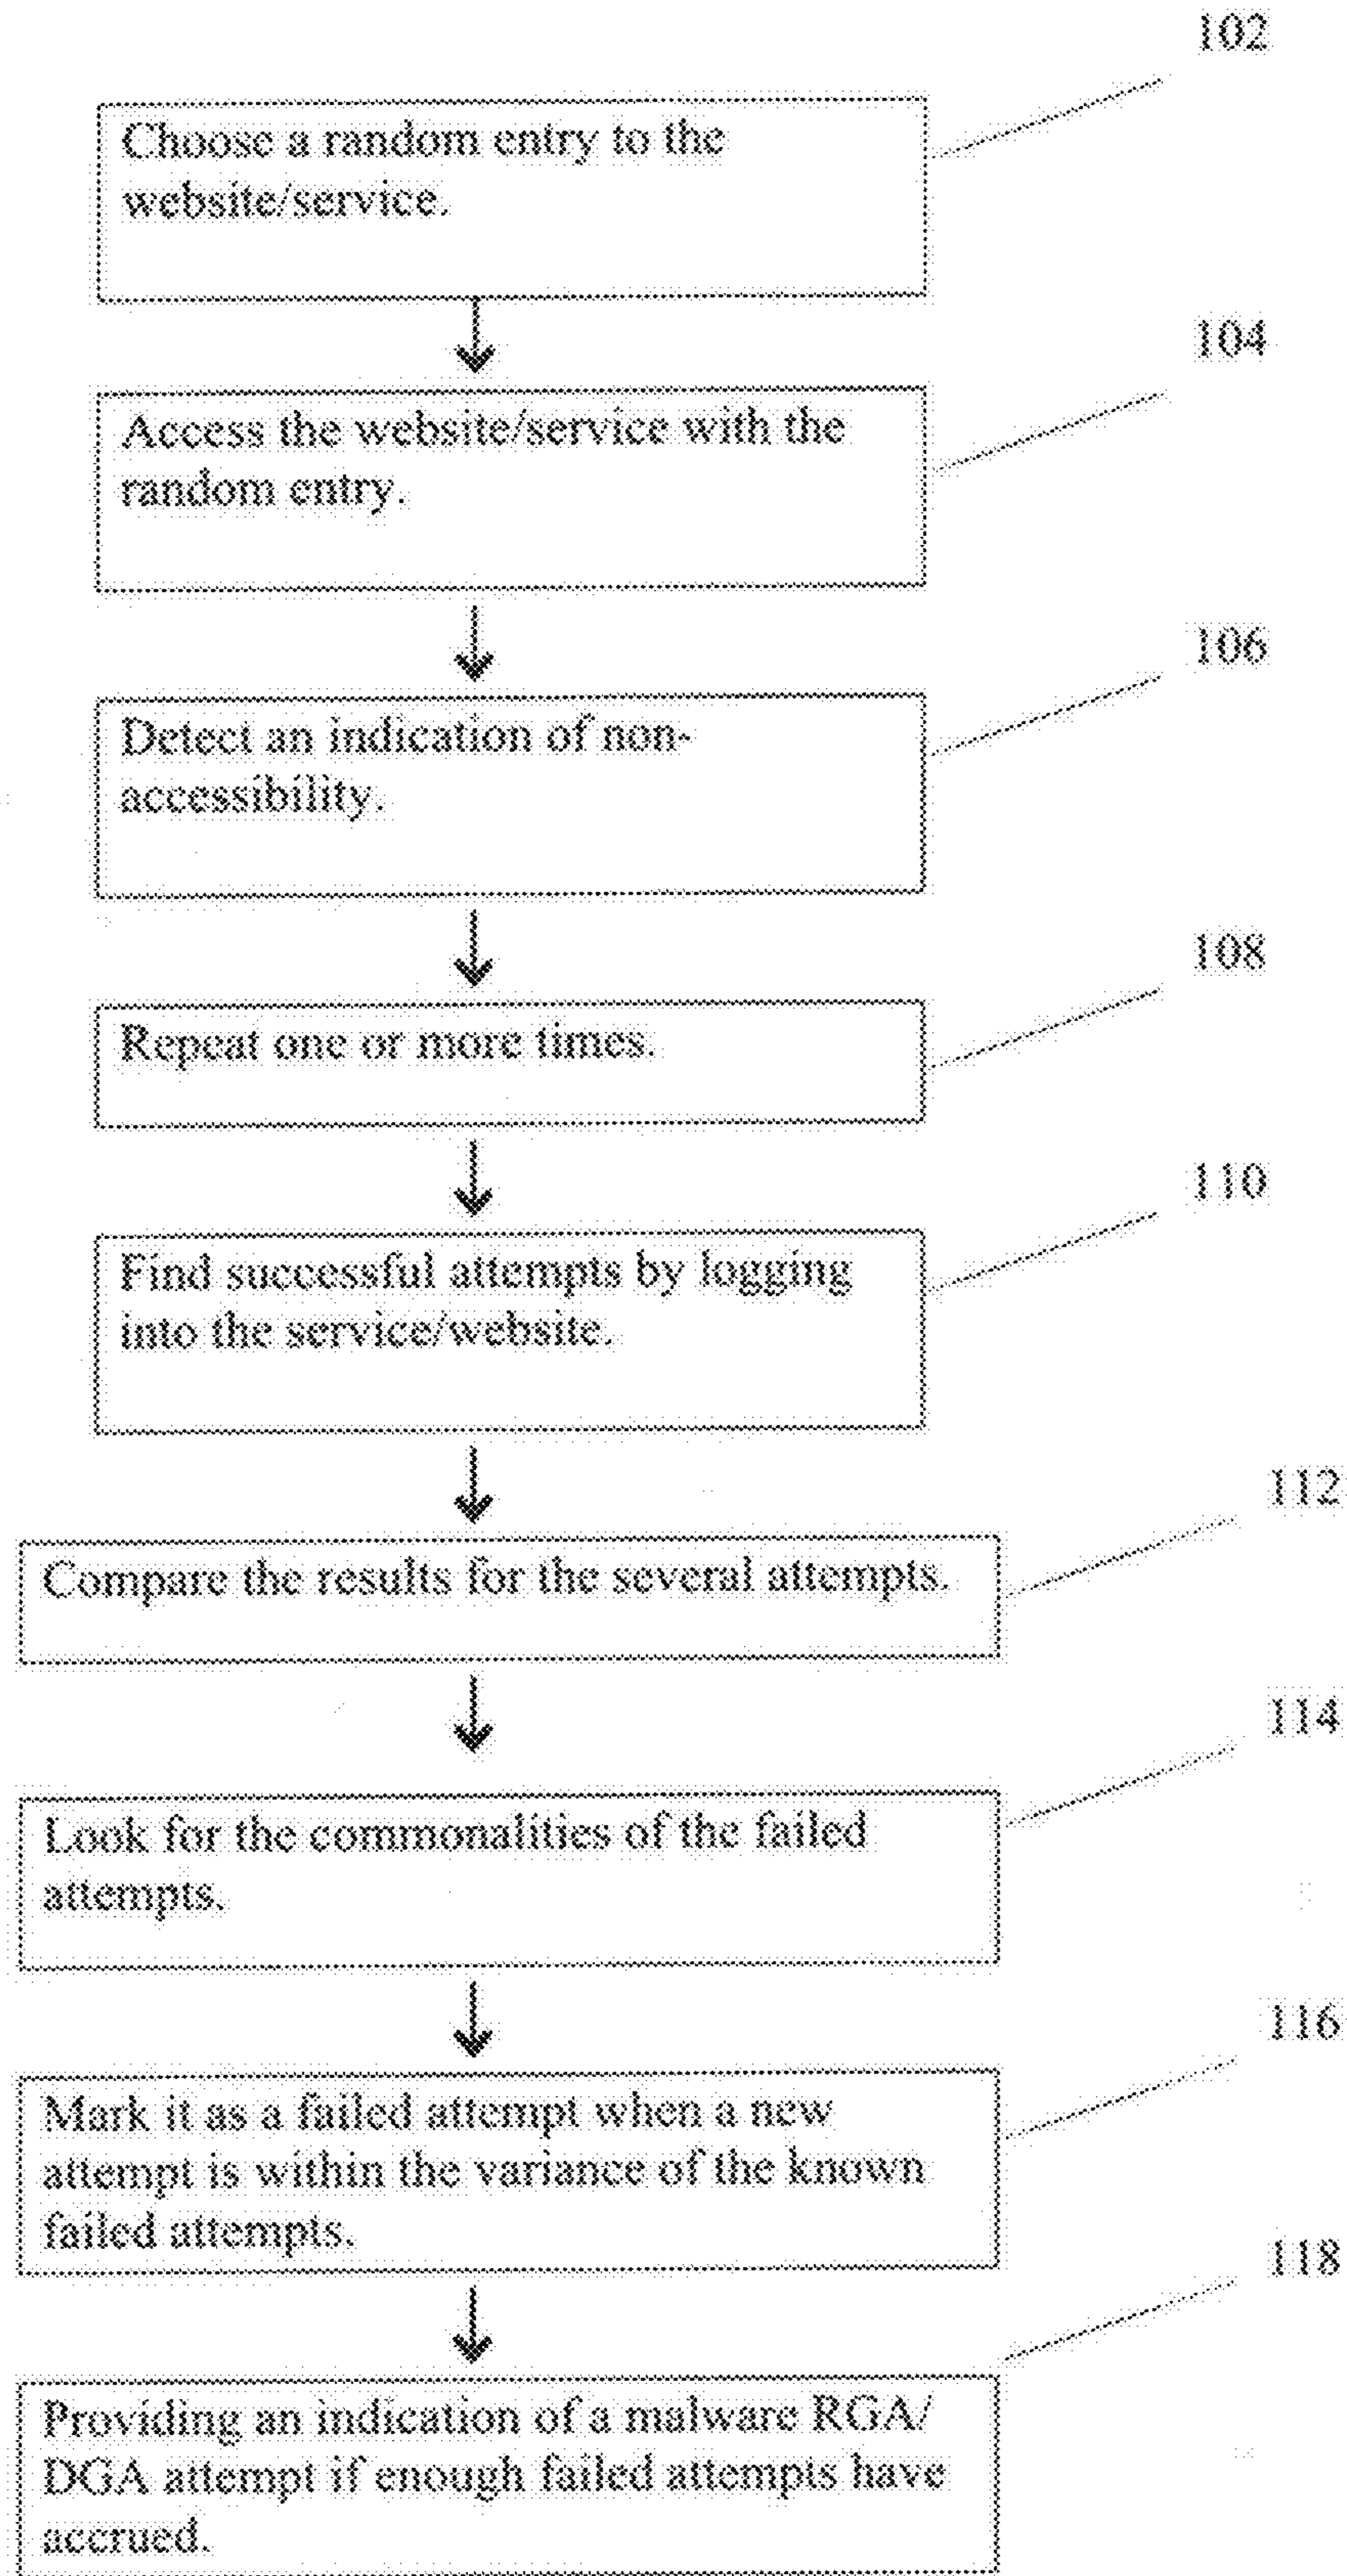 102
Choose a random entry to the
website/service.
104
Access the website/service with the
random entry.
106
Detect an indication of non-
accessibility.
108
Repeat one or more times.
110
Find successful attempts by logging
into the service/website.
112
Compare the results for the several attempts.
114
Look for the commonalities of the failed
attempts.
116
Mark it as a failed attempt when a new
attempt is within the variance of the known
failed attempts.
118
Providing an indication of a malware RGA/
DGA attempt if enough failed attempts have
accrued.